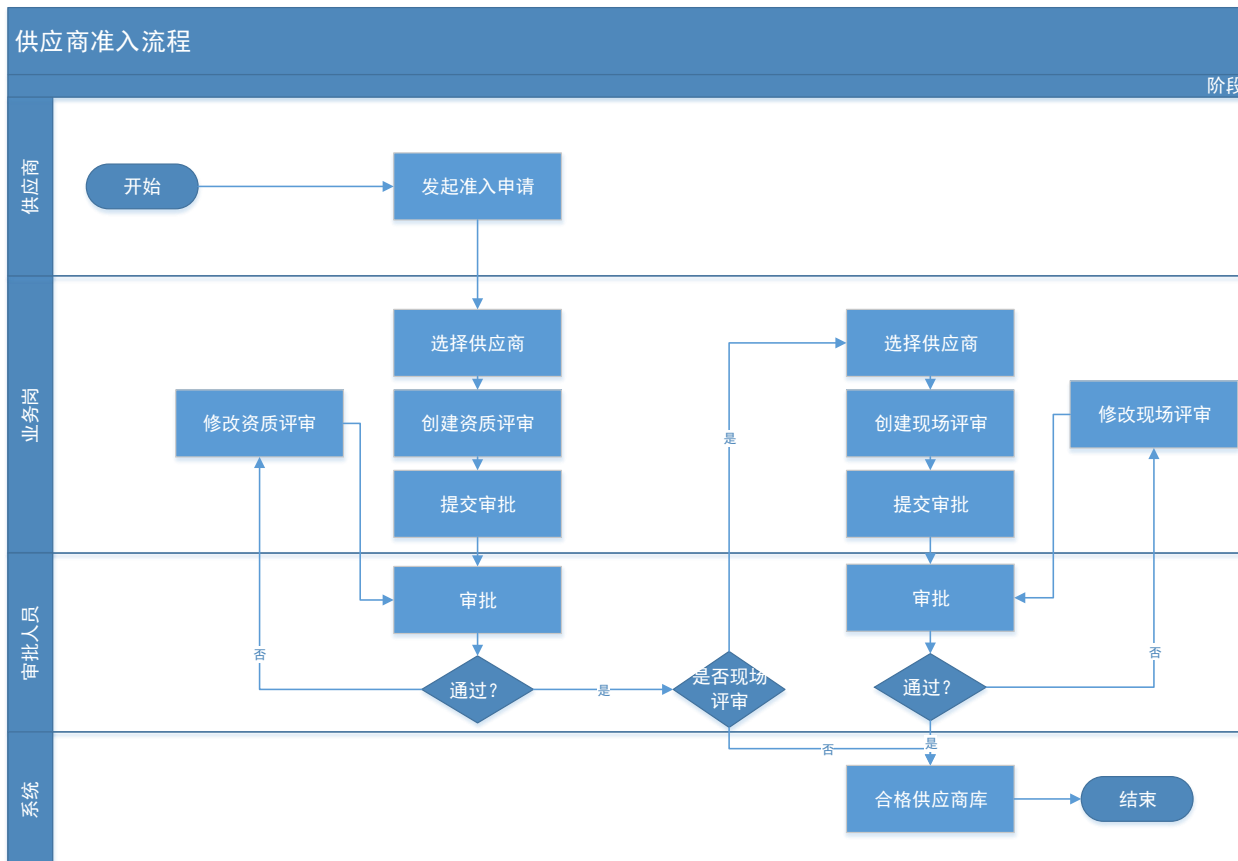 供应商准入流程
阶段
供应商
开始
发起准入申请
业务岗
选择供应商
选择供应商
修改资质评审
创建资质评审
是
创建现场评审
修改现场评审
提交审批
提交审批
审批人员
审批
审批
否
通过？
是
是否现场
评审
通过？
否
系统
否
是
合格供应商库
结束